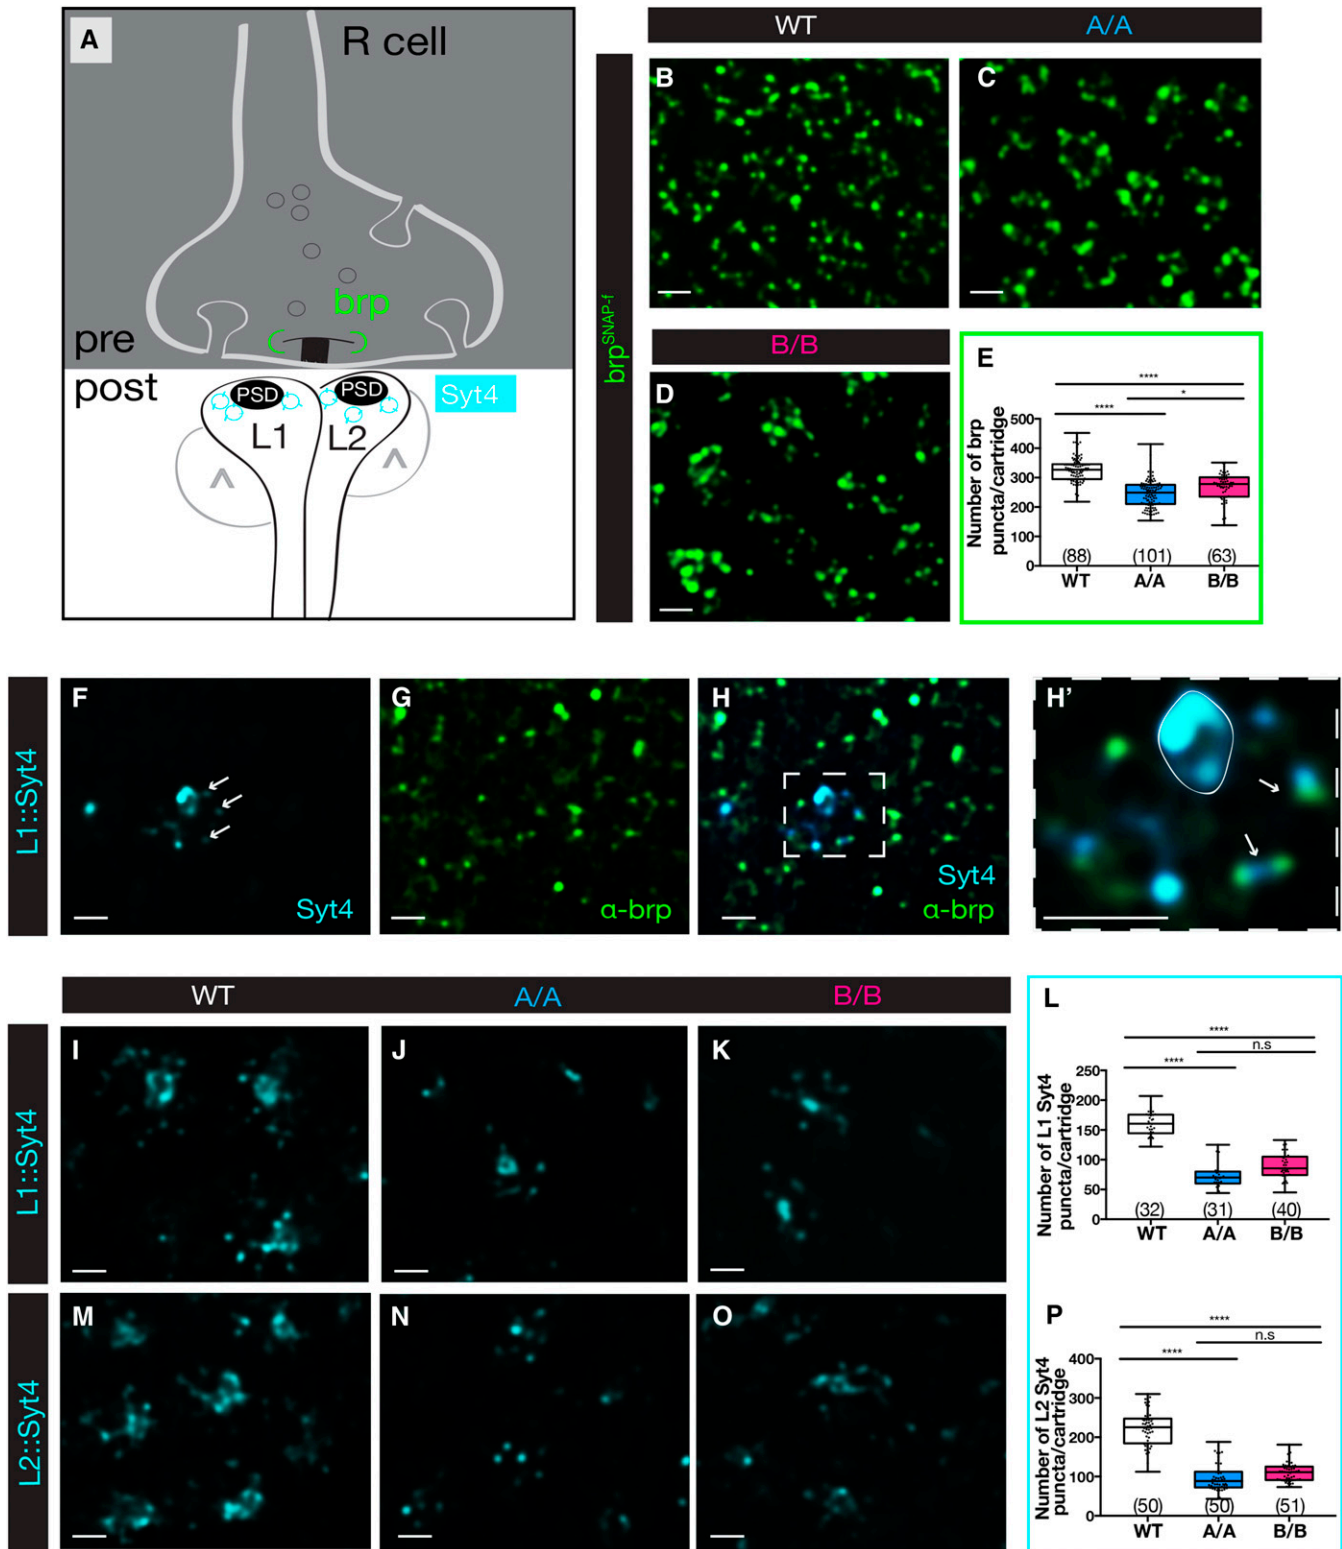 A
R cell
brp
pre
post
PSD
PSD
Syt4
L1
L2
^
^
WT
A/A
brp^SNAP-f
B
C
B/B
D
E
****
*
****
Number of brp
puncta/cartridge
500
400
300
200
100
0
(88)
(101)
(63)
WT
A/A
B/B
L1::Syt4
F
Syt4
G
α-brp
H
Syt4
α-brp
H'
WT
A/A
B/B
L1::Syt4
I
J
K
L
****
n.s
****
Number of L1 Syt4
puncta/cartridge
250
200
150
100
50
0
(32)
(31)
(40)
WT
A/A
B/B
L2::Syt4
M
N
O
P
****
n.s
****
Number of L2 Syt4
puncta/cartridge
400
300
200
100
0
(50)
(50)
(51)
WT
A/A
B/B